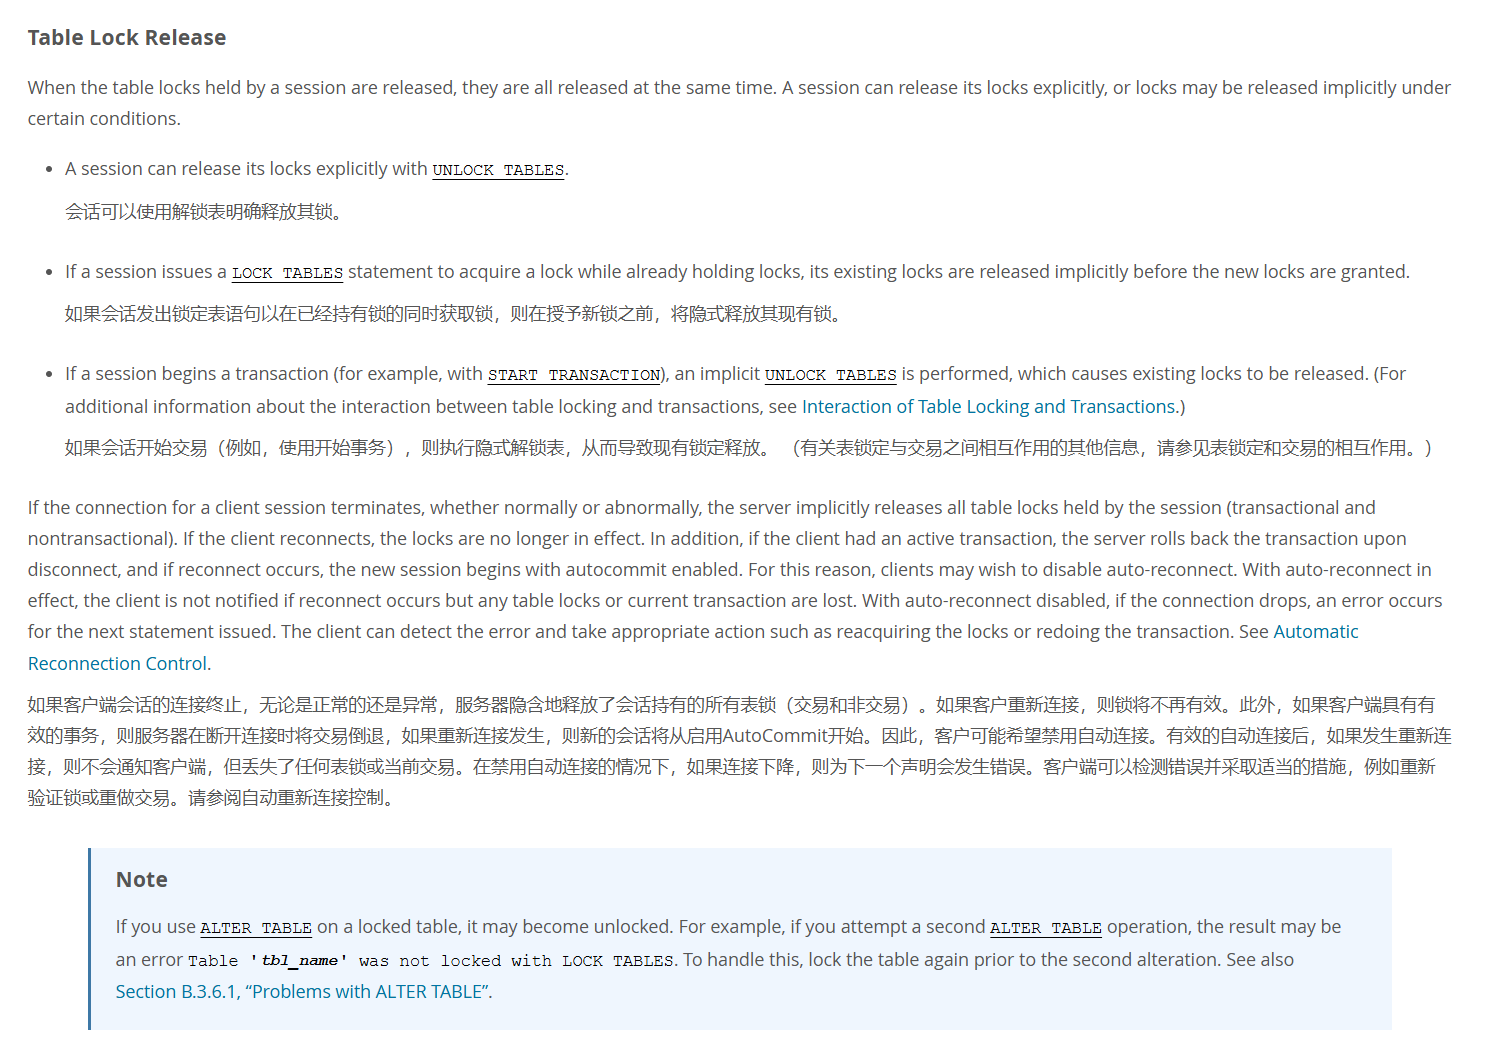 Table Lock Release
When the table locks held by a session are released, they are all released at the same time. A session can release its locks explicitly, or locks may be released implicitly under
certain conditions.
• A session can release its locks explicitly with UNLOCK TABLES.
会话可以使用解锁表明确释放其锁。
• If a session issues a LOCK TABLES statement to acquire a lock while already holding locks, its existing locks are released implicitly before the new locks are granted.
如果会话发出锁定表语句以在已经持有锁的同时获取锁，则在授予新锁之前，将隐式释放其现有锁。
• If a session begins a transaction (for example, with START TRANSACTION), an implicit UNLOCK TABLES is performed, which causes existing locks to be released. (For
additional information about the interaction between table locking and transactions, see Interaction of Table Locking and Transactions.)
如果会话开始交易（例如，使用开始事务），则执行隐式解锁表，从而导致现有锁定释放。 （有关表锁定与交易之间相互作用的其他信息，请参见表锁定和交易的相互作用。）
If the connection for a client session terminates, whether normally or abnormally, the server implicitly releases all table locks held by the session (transactional and
nontransactional). If the client reconnects, the locks are no longer in effect. In addition, if the client had an active transaction, the server rolls back the transaction upon
disconnect, and if reconnect occurs, the new session begins with autocommit enabled. For this reason, clients may wish to disable auto-reconnect. With auto-reconnect in
effect, the client is not notified if reconnect occurs but any table locks or current transaction are lost. With auto-reconnect disabled, if the connection drops, an error occurs
for the next statement issued. The client can detect the error and take appropriate action such as reacquiring the locks or redoing the transaction. See Automatic
Reconnection Control.
如果客户端会话的连接终止，无论是正常的还是异常，服务器隐含地释放了会话持有的所有表锁（交易和非交易）。如果客户重新连接，则锁将不再有效。此外，如果客户端具有有
效的事务，则服务器在断开连接时将交易倒退，如果重新连接发生，则新的会话将从启用AutoCommit开始。因此，客户可能希望禁用自动连接。有效的自动连接后，如果发生重新连
接，则不会通知客户端，但丢失了任何表锁或当前交易。在禁用自动连接的情况下，如果连接下降，则为下一个声明会发生错误。客户端可以检测错误并采取适当的措施，例如重新
验证锁或重做交易。请参阅自动重新连接控制。
Note
If you use ALTER TABLE on a locked table, it may become unlocked. For example, if you attempt a second ALTER TABLE operation, the result may be
an error Table 'tbl_name' was not locked with LOCK TABLES. To handle this, lock the table again prior to the second alteration. See also
Section B.3.6.1, “Problems with ALTER TABLE”.